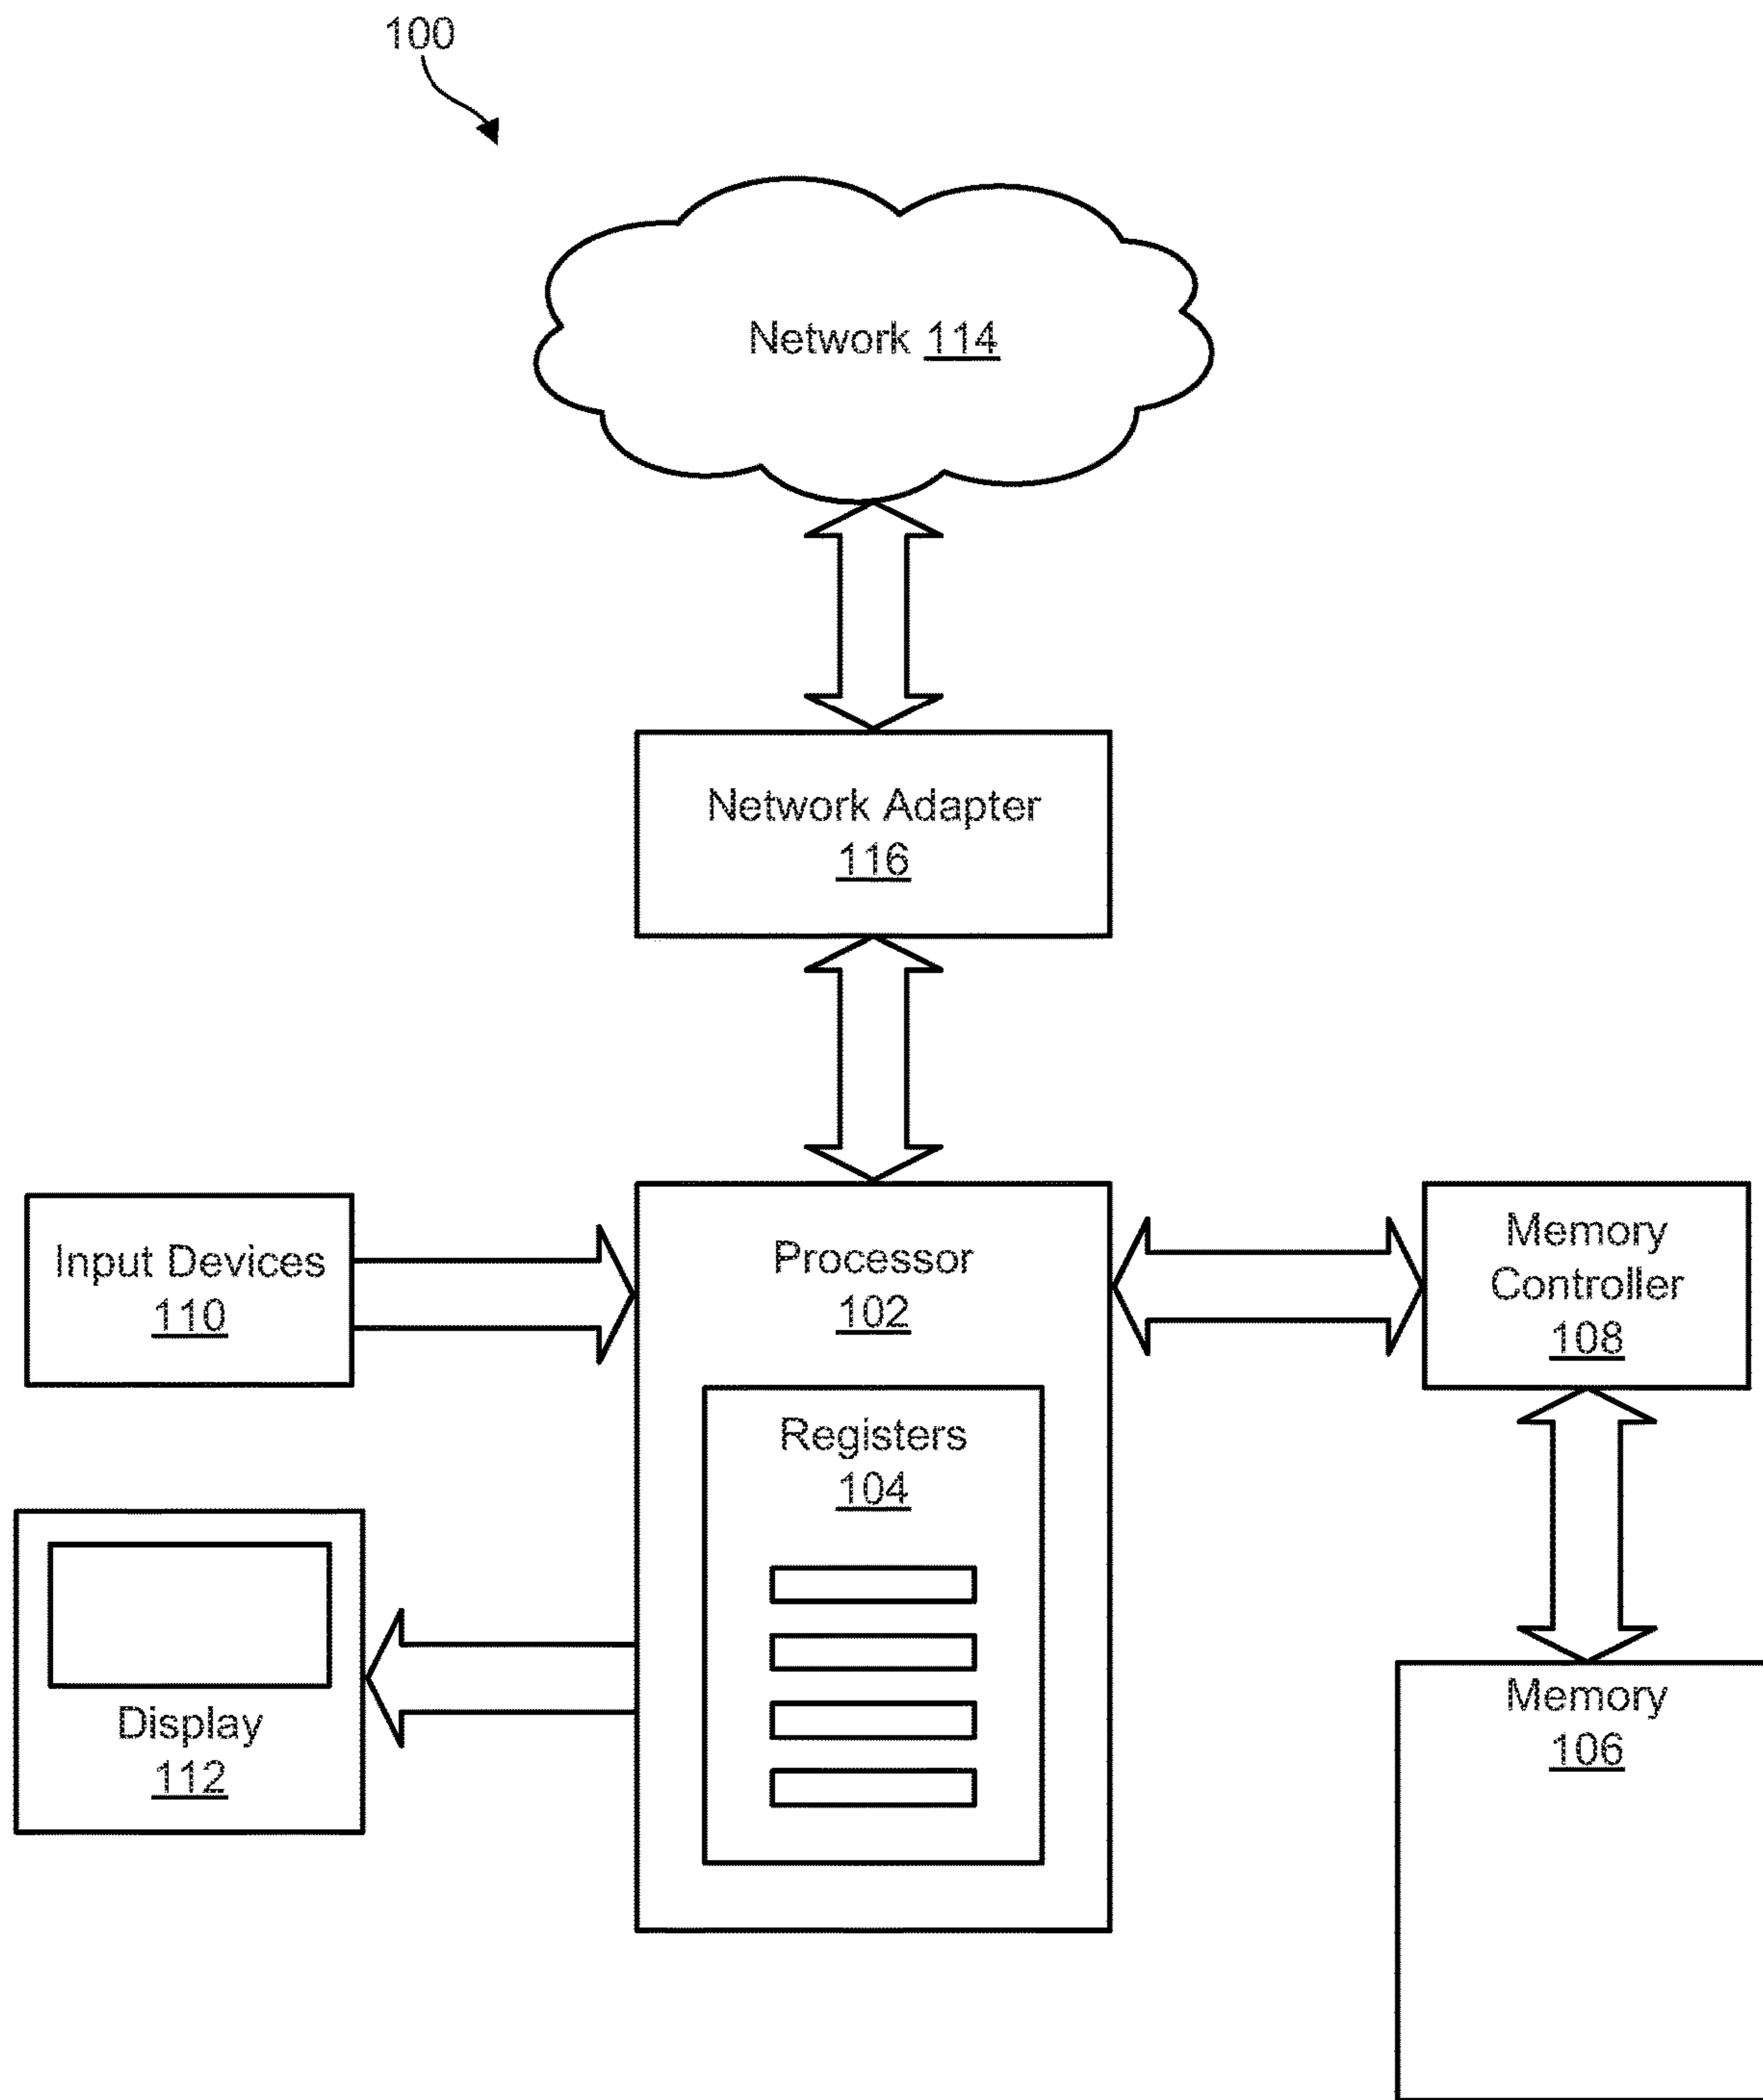 100
Network 114
Network Adapter
116
Input Devices
110
Processor
102
Memory
Controller
108
Registers
104
Display
112
Memory
106